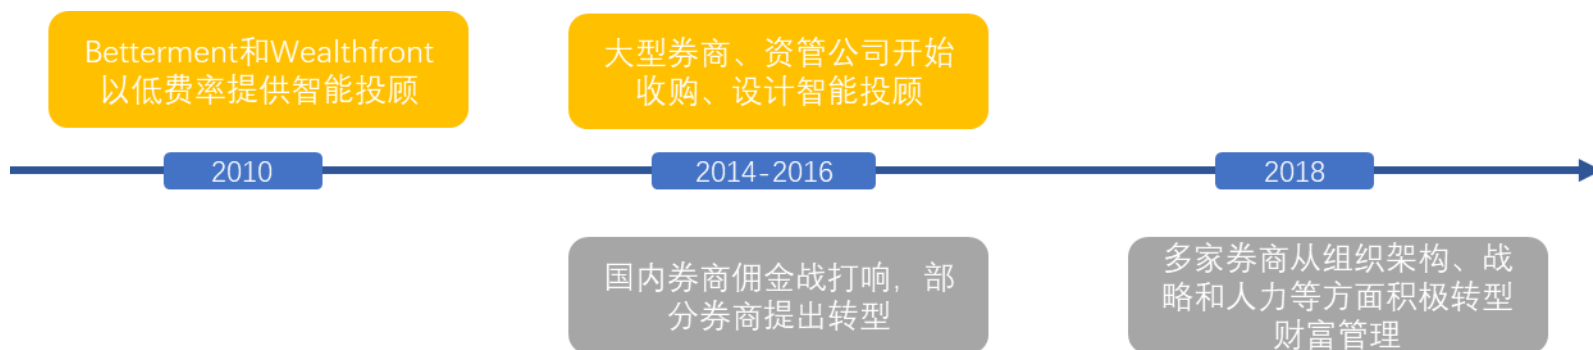 Betterment和Wealthfront
以低费率提供智能投顾
大型券商、资管公司开始
收购、设计智能投顾
2010
2014-2016
2018
国内券商佣金战打响，部
分券商提出转型
多家券商从组织架构、战
略和人力等方面积极转型
财富管理